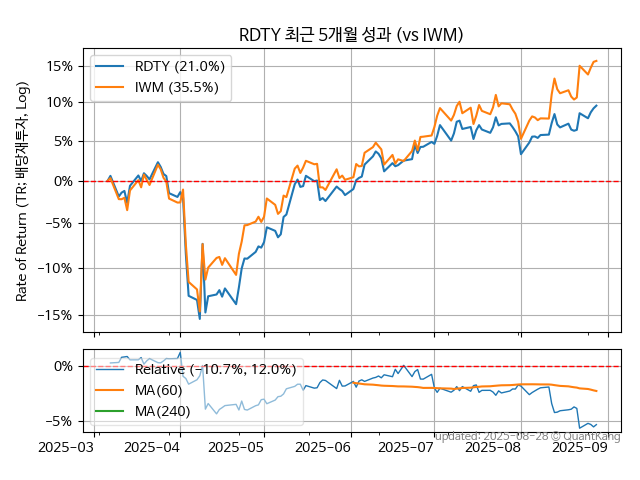 RDTY 최근 5개월 성과 (vs IWM)
Rate of Return (TR: 배당재투자, Log)
15%
10%
5%
0%
−5%
−10%
−15%
RDTY (21.0%)
IWM (35.5%)
0%
−5%
Relative (−10.7%, 12.0%)
MA(60)
MA(240)
2025-03
2025-04
2025-05
2025-06
2025-07
2025-08
2025-09
updated: 2025-08-28 © QuantKang